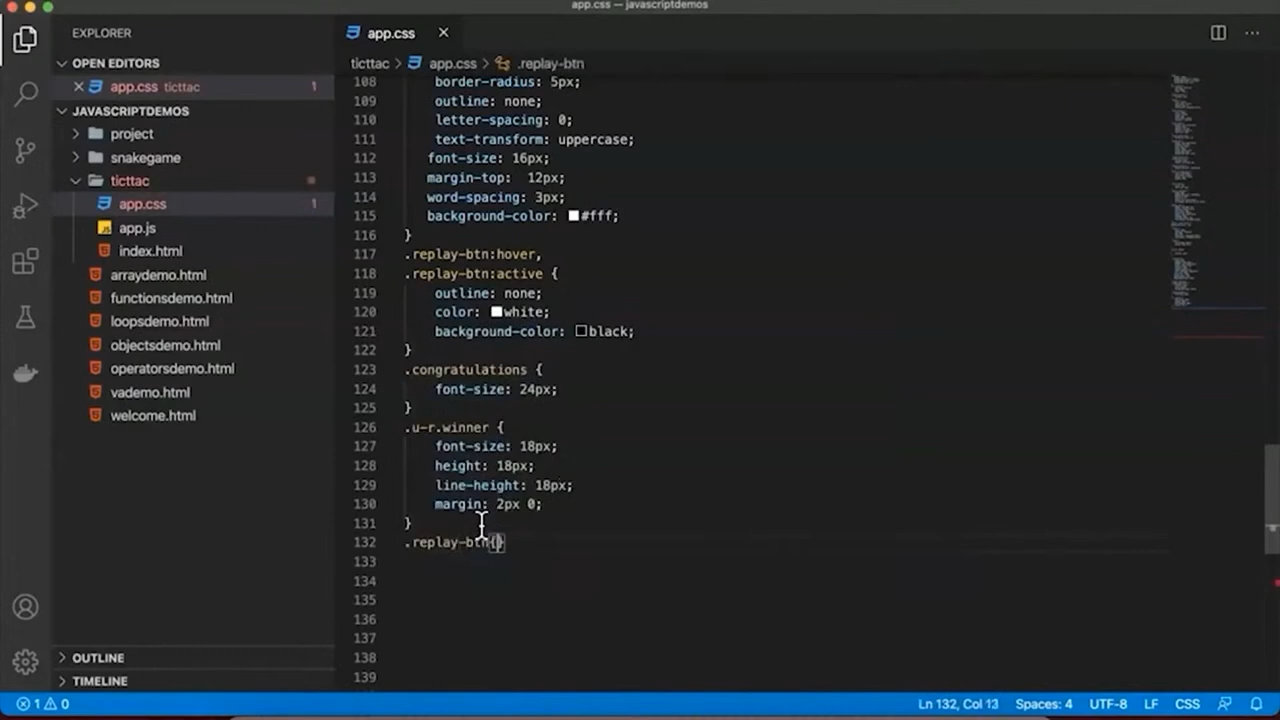 app.css — javascriptdemos
EXPLORER
OPEN EDITORS
app.css ticttac 1
JAVASCRIPTDEMOS
project
snakegame
ticttac
app.css 1
app.js
index.html
arraydemo.html
functionsdemo.html
loopsdemo.html
objectsdemo.html
operatorsdemo.html
vademo.html
welcome.html
OUTLINE
TIMELINE
app.css
ticttac > app.css > .replay-btn
108 border-radius: 5px;
109 outline: none;
110 letter-spacing: 0;
111 text-transform: uppercase;
112 font-size: 16px;
113 margin-top: 12px;
114 word-spacing: 3px;
115 background-color: #fff;
116 }
117 .replay-btn:hover,
118 .replay-btn:active {
119 outline: none;
120 color: white;
121 background-color: black;
122 }
123 .congratulations {
124 font-size: 24px;
125 }
126 .u-r.winner {
127 font-size: 18px;
128 height: 18px;
129 line-height: 18px;
130 margin: 2px 0;
131 }
132 .replay-btn{}
133
134
135
136
137
138
139
1 0
Ln 132, Col 13 Spaces: 4 UTF-8 LF CSS